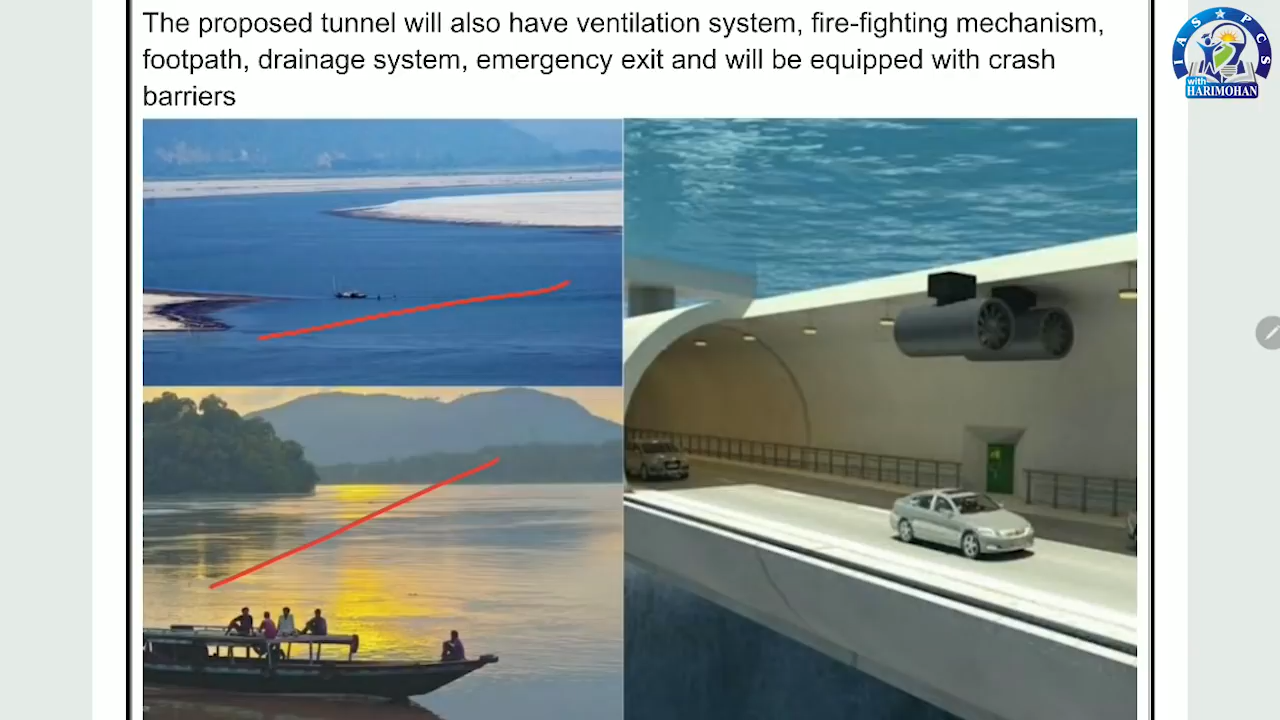 The proposed tunnel will also have ventilation system, fire-fighting mechanism,
footpath, drainage system, emergency exit and will be equipped with crash
barriers
IAS ★ PCS
with
HARIMOHAN